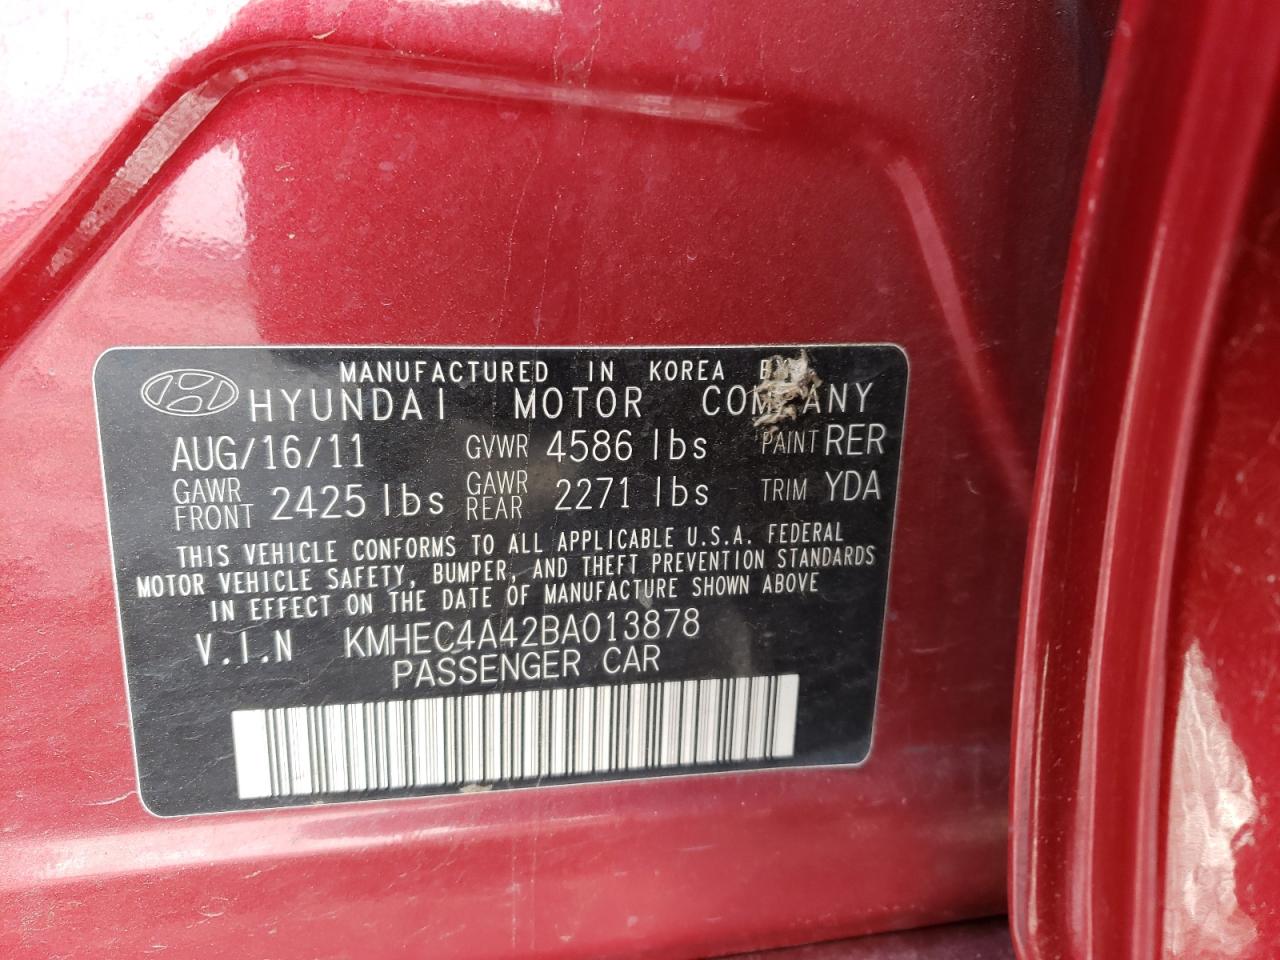 MANUFACTURED IN KOREA BY
HYUNDAI MOTOR COMPANY
AUG/16/11 GVWR 4586 lbs PAINT RER
GAWR FRONT 2425 lbs GAWR REAR 2271 lbs TRIM YDA
THIS VEHICLE CONFORMS TO ALL APPLICABLE U.S.A. FEDERAL
MOTOR VEHICLE SAFETY, BUMPER, AND THEFT PREVENTION STANDARDS
IN EFFECT ON THE DATE OF MANUFACTURE SHOWN ABOVE
V.I.N KMHEC4A42BA013878
PASSENGER CAR